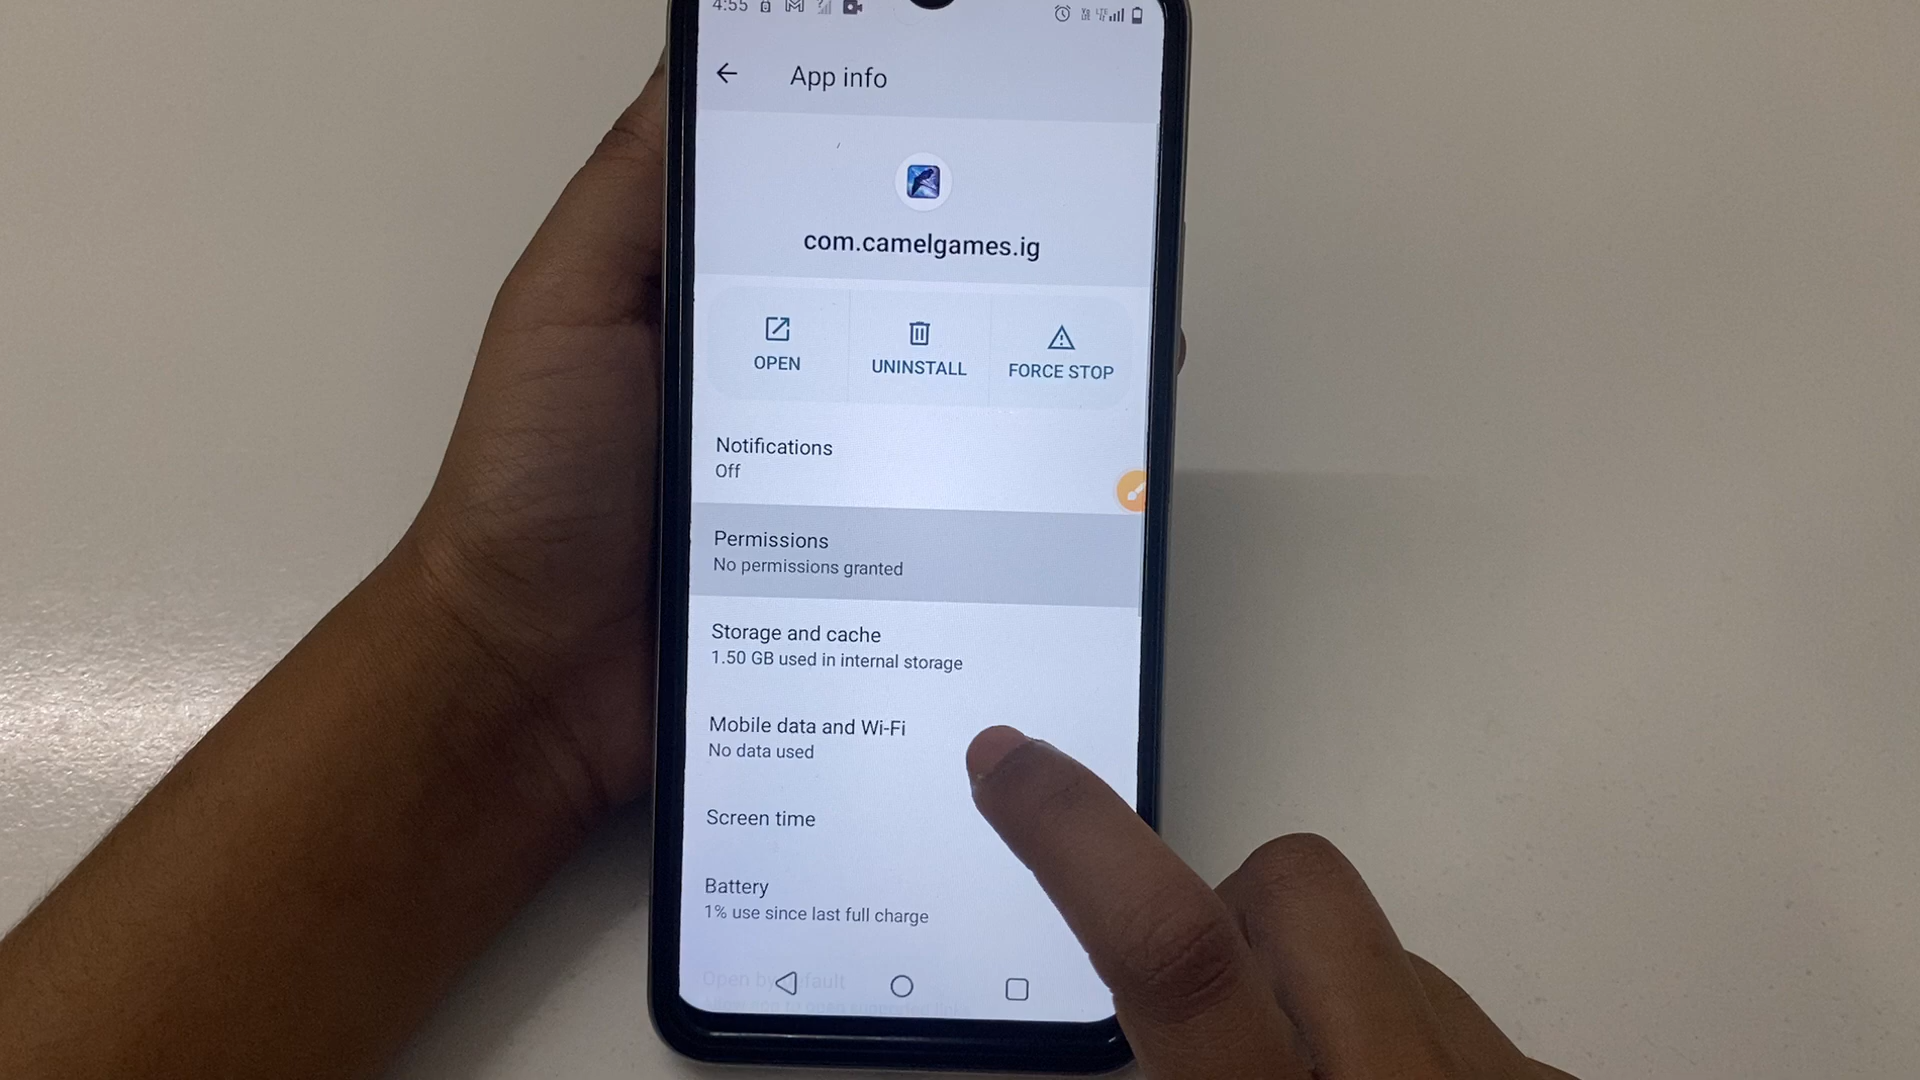 4:55
App info
com.camelgames.ig
OPEN
UNINSTALL
FORCE STOP
Notifications
Off
Permissions
No permissions granted
Storage and cache
1.50 GB used in internal storage
Mobile data and Wi-Fi
No data used
Screen time
Battery
1% use since last full charge
Open by